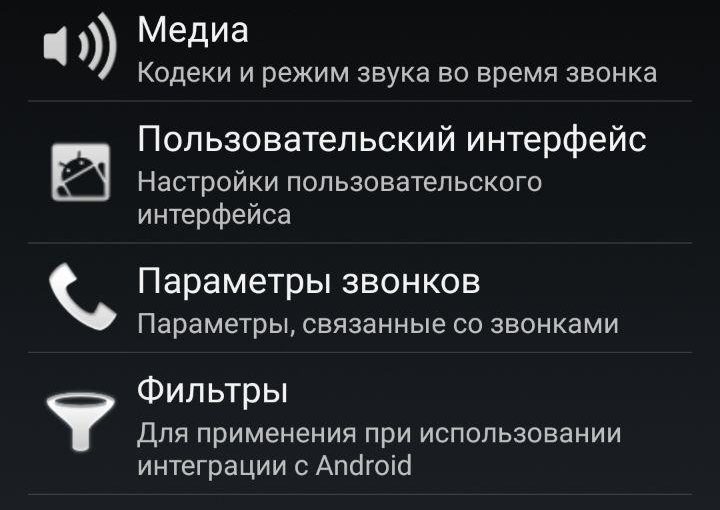 Медиа
Кодеки и режим звука во время звонка
Пользовательский интерфейс
Настройки пользовательского
интерфейса
Параметры звонков
Параметры, связанные со звонками
Фильтры
Для применения при использовании
интеграции с Android